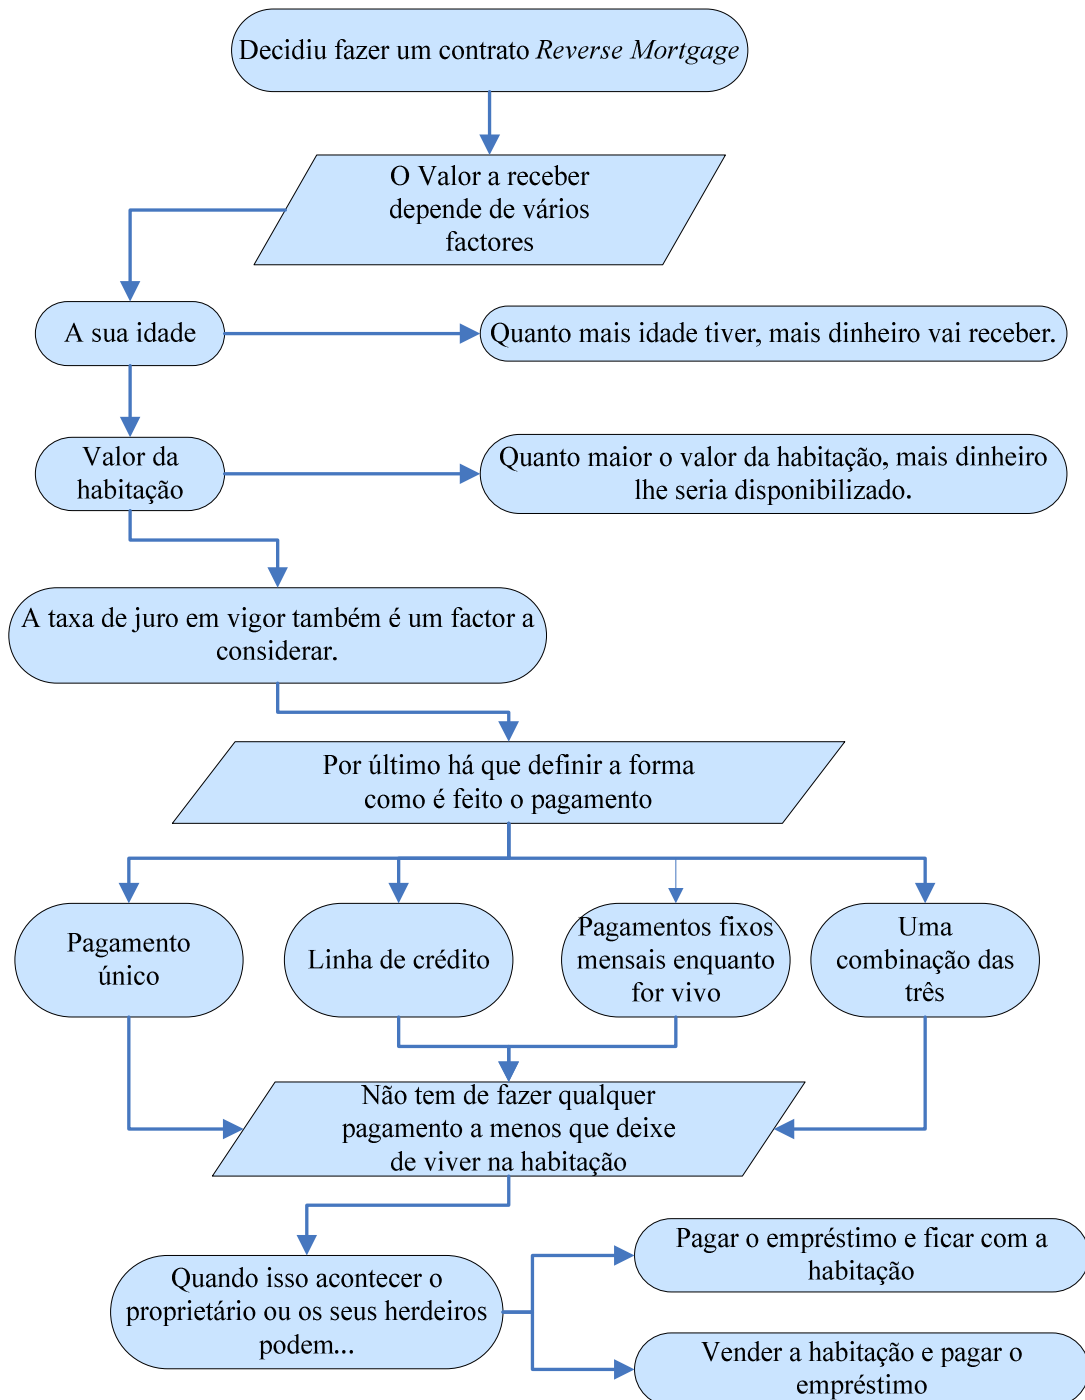 Decidiu fazer um contrato Reverse Mortgage
O Valor a receber
depende de vários
factores
A sua idade
Quanto mais idade tiver, mais dinheiro vai receber.
Valor da
habitação
Quanto maior o valor da habitação, mais dinheiro
lhe seria disponibilizado.
A taxa de juro em vigor também é um factor a
considerar.
Por último há que definir a forma
como é feito o pagamento
Pagamento
único
Linha de crédito
Pagamentos fixos
mensais enquanto
for vivo
Uma
combinação das
três
Não tem de fazer qualquer
pagamento a menos que deixe
de viver na habitação
Quando isso acontecer o
proprietário ou os seus herdeiros
podem...
Pagar o empréstimo e ficar com a
habitação
Vender a habitação e pagar o
empréstimo